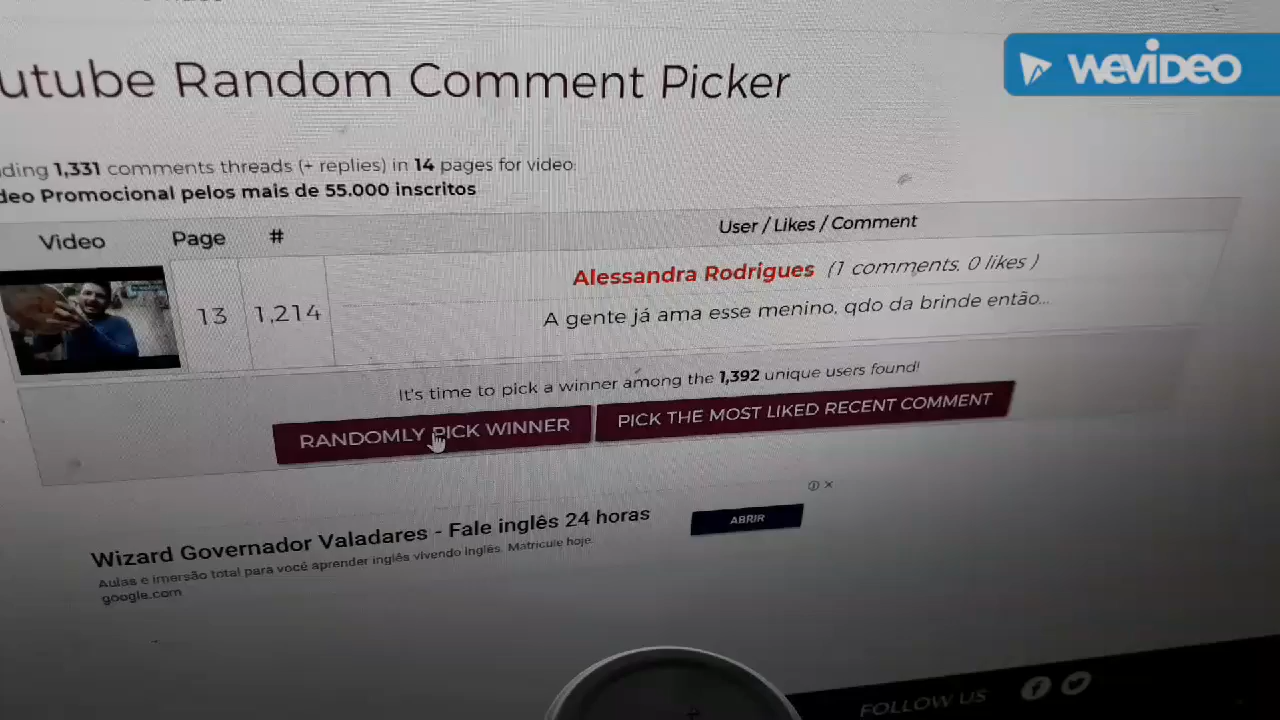 utube Random Comment Picker
WEVIDEO
ding 1,331 comments threads (+ replies) in 14 pages for video:
deo Promocional pelos mais de 55.000 inscritos
Video Page # User / Likes / Comment
13 1,214 Alessandra Rodrigues (1 comments, 0 likes )
A gente já ama esse menino, qdo da brinde então...
It's time to pick a winner among the 1,392 unique users found!
RANDOMLY PICK WINNER PICK THE MOST LIKED RECENT COMMENT
Wizard Governador Valadares - Fale inglês 24 horas
ABRIR
Aulas e imersão total para você aprender inglês vivendo inglês. Matricule hoje.
google.com
FOLLOW US